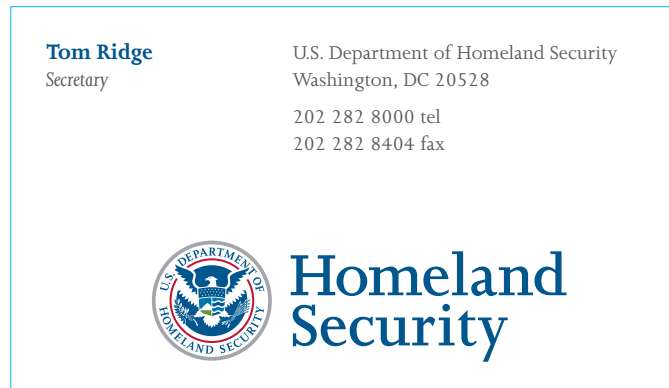 Tom Ridge
Secretary
U.S. Department of Homeland Security
Washington, DC 20528
202 282 8000 tel
202 282 8404 fax
U.S. DEPARTMENT OF
HOMELAND SECURITY
Homeland
Security